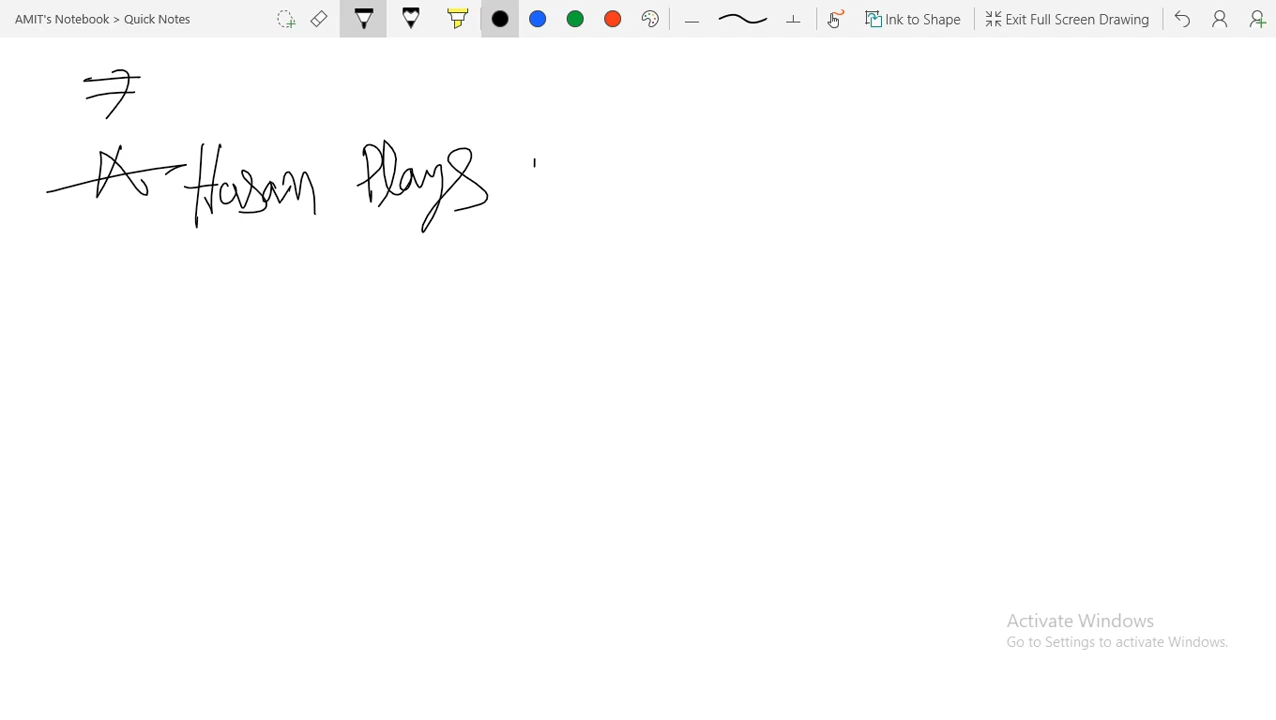 AMIT's Notebook > Quick Notes Ink to Shape Exit Full Screen Drawing
⇒
Hasan Plays
Activate Windows
Go to Settings to activate Windows.